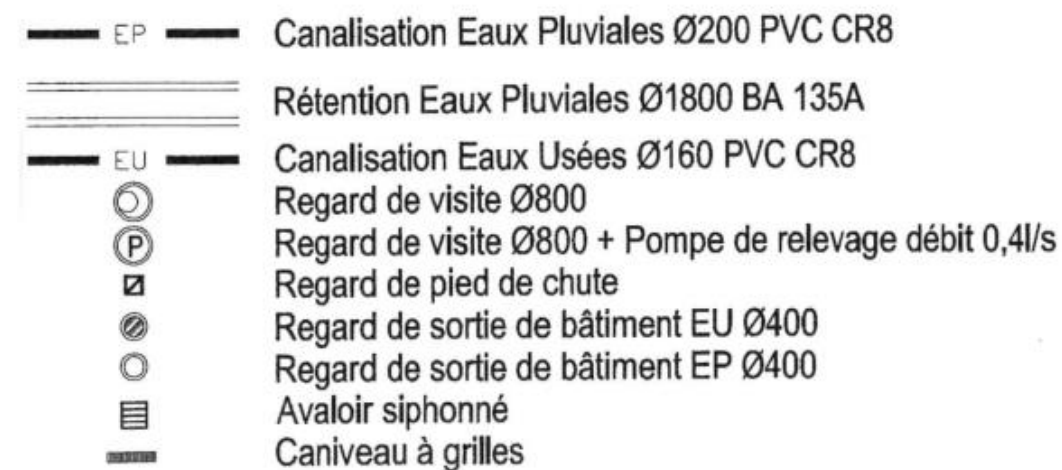 EP Canalisation Eaux Pluviales Ø200 PVC CR8
Rétention Eaux Pluviales Ø1800 BA 135A
EU Canalisation Eaux Usées Ø160 PVC CR8
Regard de visite Ø800
P Regard de visite Ø800 + Pompe de relevage débit 0,4l/s
Regard de pied de chute
Regard de sortie de bâtiment EU Ø400
Regard de sortie de bâtiment EP Ø400
Avaloir siphonné
Caniveau à grilles